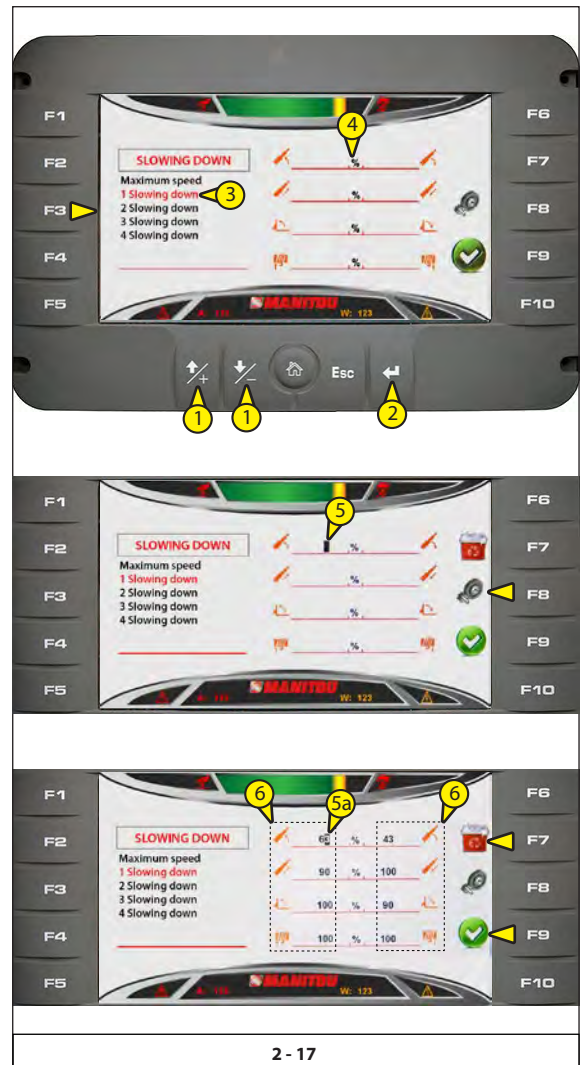 F1
F2
F3
F4
F5
F6
F7
F8
F9
F10
SLOWING DOWN
Maximum speed
1 Slowing down
2 Slowing down
3 Slowing down
4 Slowing down
3
4
%
%
%
%
MANITOU
W: 123
+
-
Esc
1
1
2
F1
F2
F3
F4
F5
F6
F7
F8
F9
F10
SLOWING DOWN
Maximum speed
1 Slowing down
2 Slowing down
3 Slowing down
4 Slowing down
5
%
%
%
%
MANITOU
W: 123
F1
F2
F3
F4
F5
F6
F7
F8
F9
F10
6
5a
6
SLOWING DOWN
Maximum speed
1 Slowing down
2 Slowing down
3 Slowing down
4 Slowing down
% 43
90 % 100
100 % 90
100 % 100
MANITOU
W: 123
2 - 17